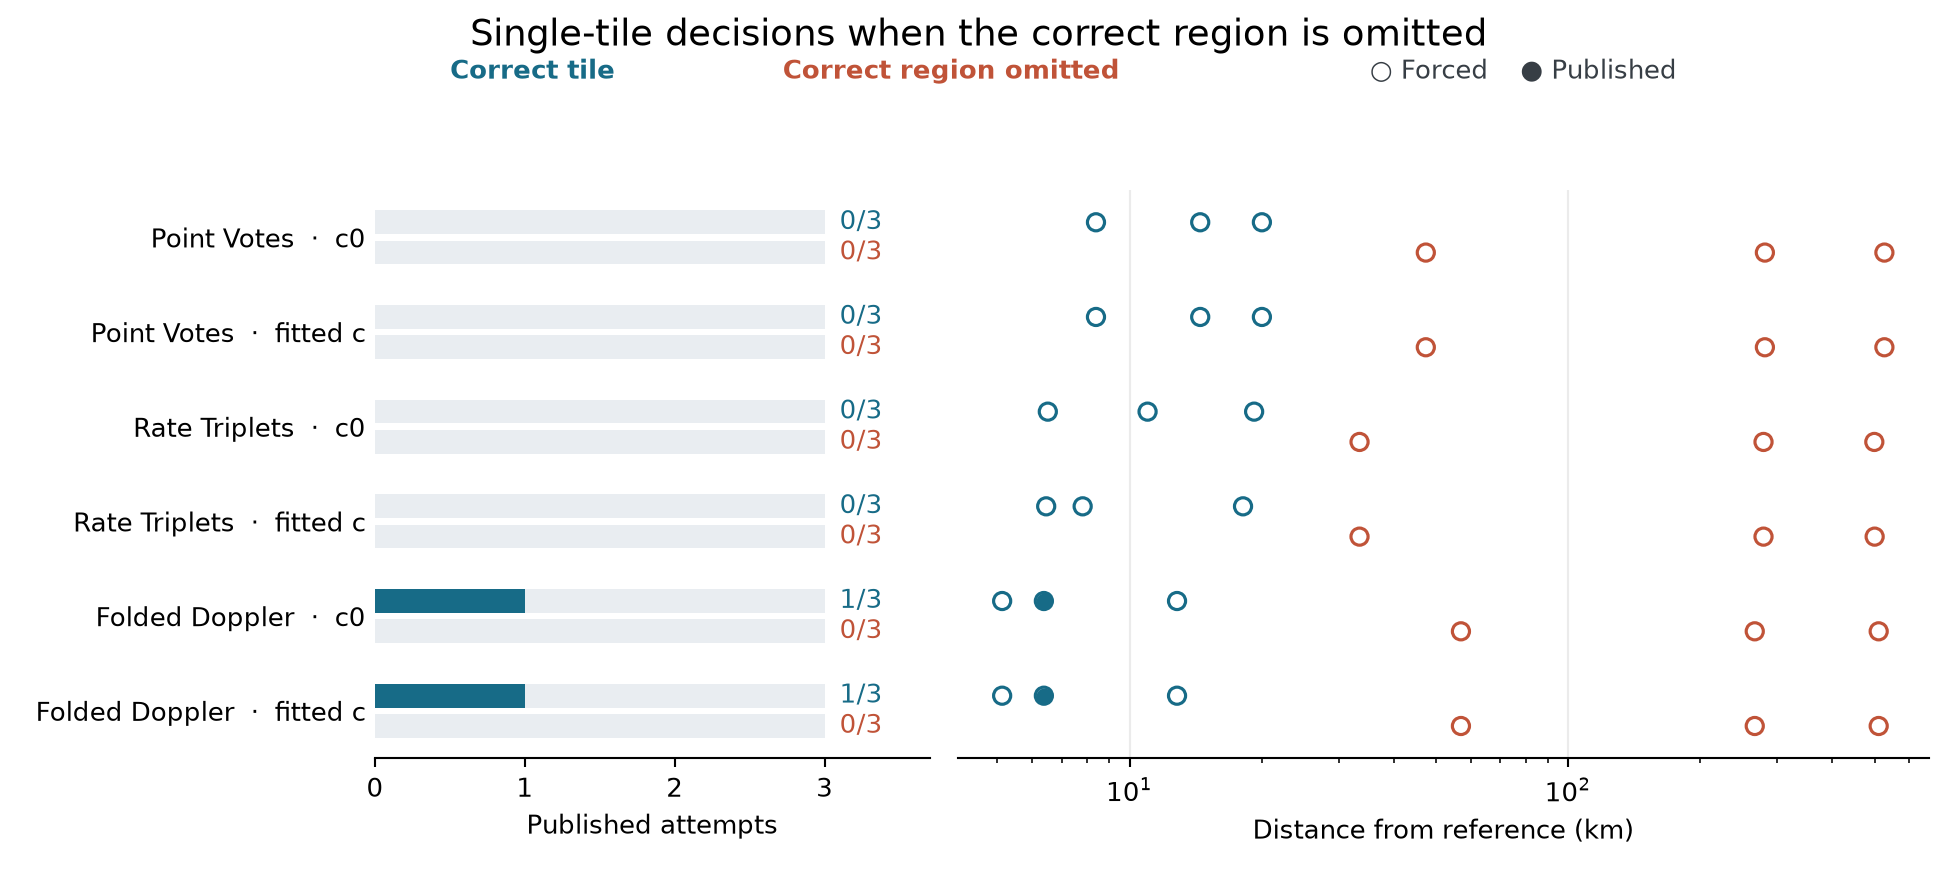 Single-tile decisions when the correct region is omitted
Correct tile Correct region omitted Forced Published
Point Votes · c0 0/3
0/3
Point Votes · fitted c 0/3
0/3
Rate Triplets · c0 0/3
0/3
Rate Triplets · fitted c 0/3
0/3
Folded Doppler · c0 1/3
0/3
Folded Doppler · fitted c 1/3
0/3
0 1 2 3 10¹ 10²
Published attempts Distance from reference (km)